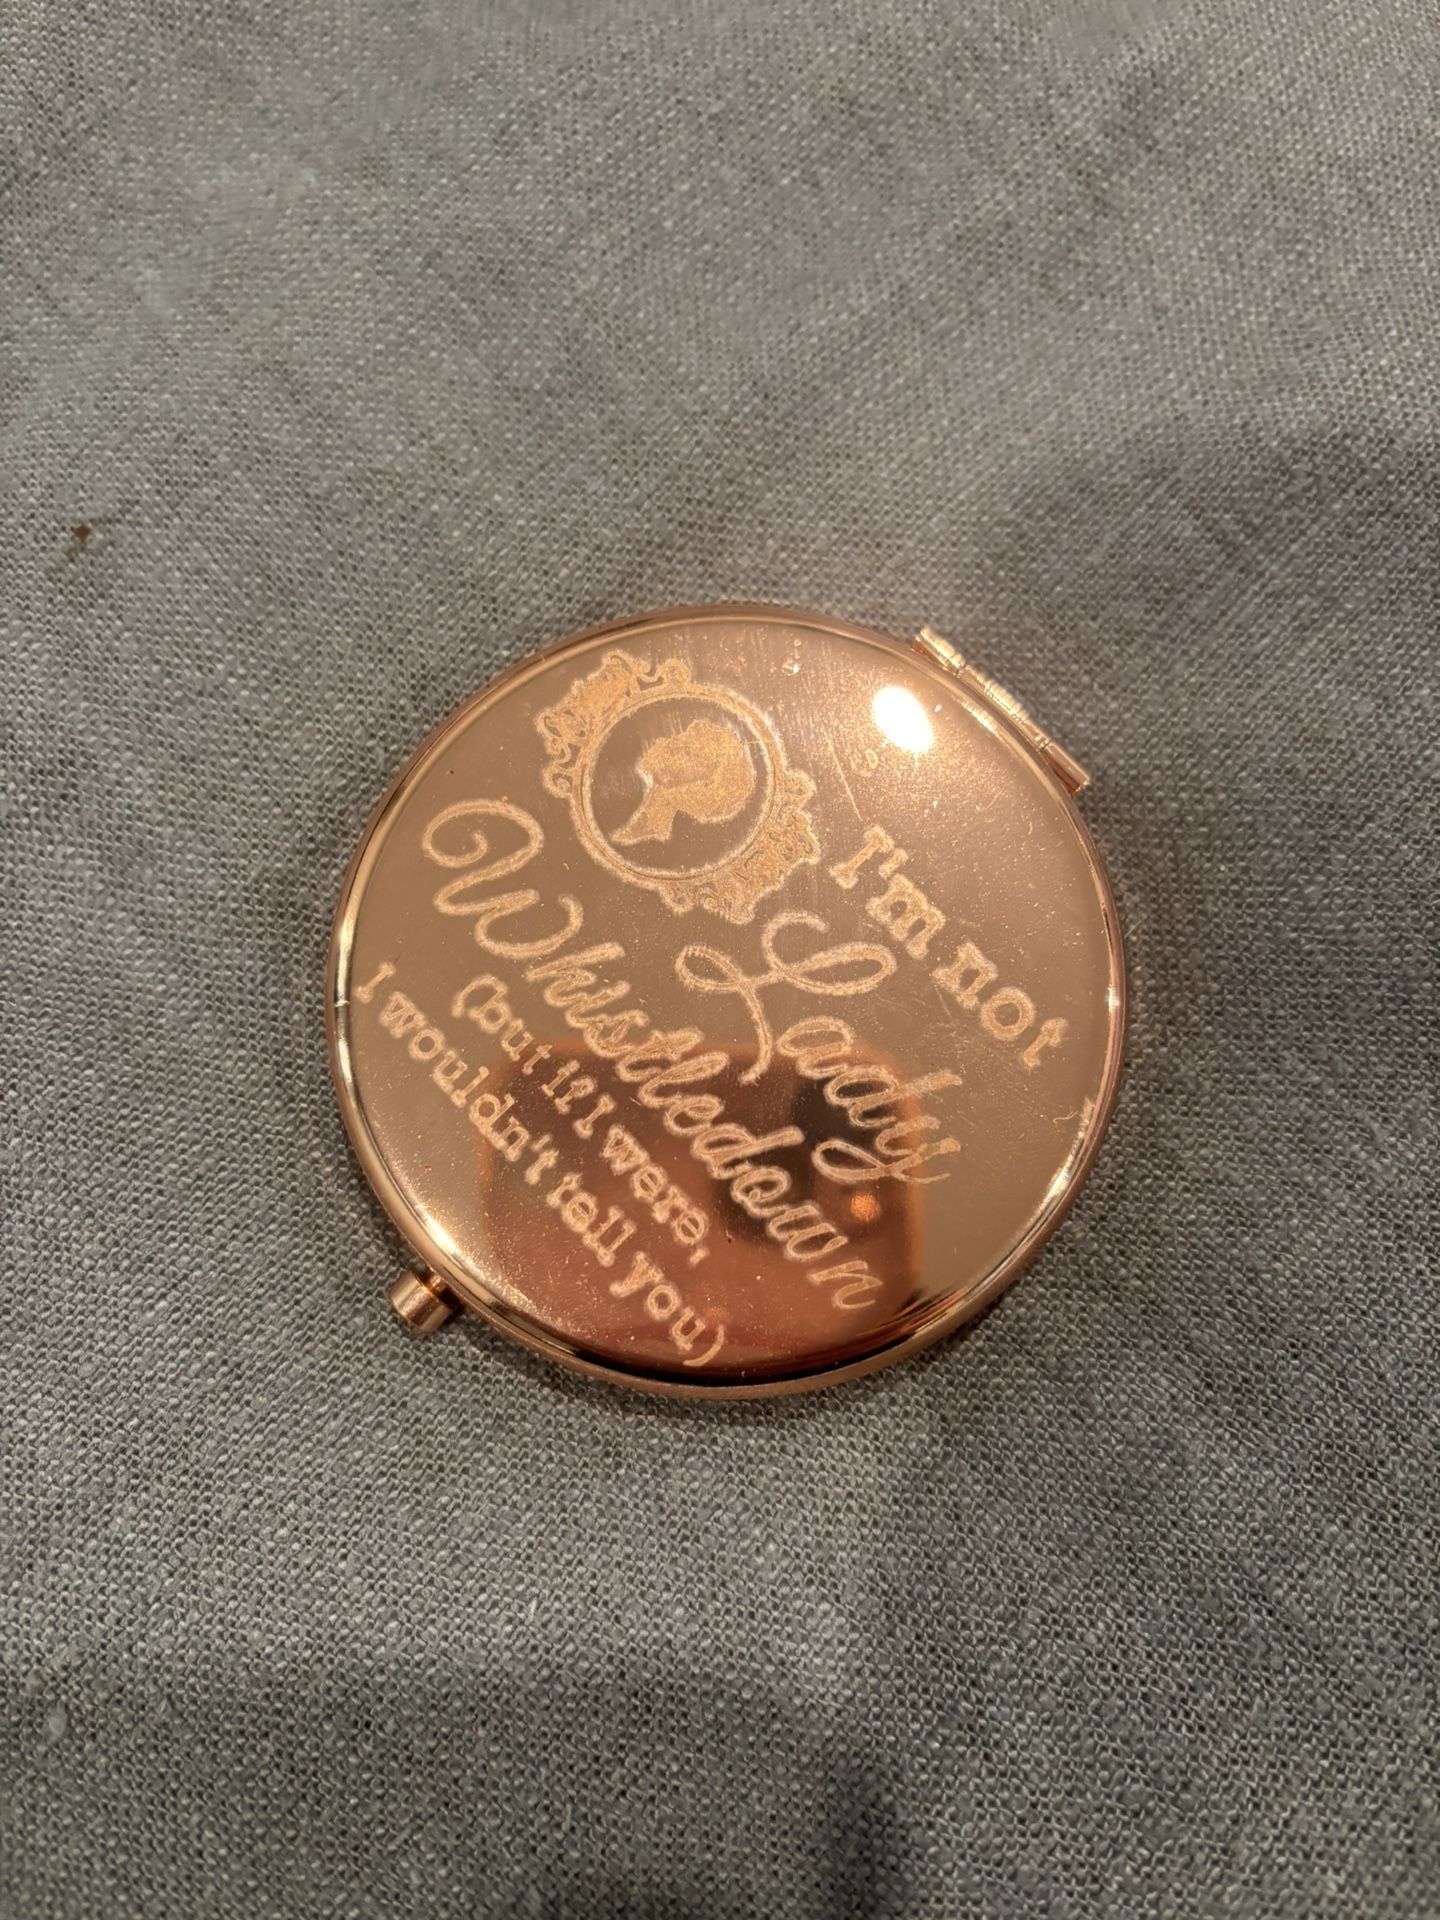 I'm not
Lady
Whistledown
(but if I were,
I wouldn't tell you)